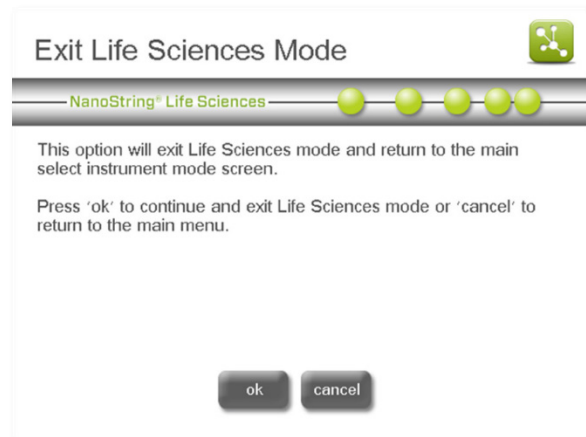 Exit Life Sciences Mode
NanoString® Life Sciences
This option will exit Life Sciences mode and return to the main
select instrument mode screen.
Press ‘ok’ to continue and exit Life Sciences mode or ‘cancel’ to
return to the main menu.
ok
cancel